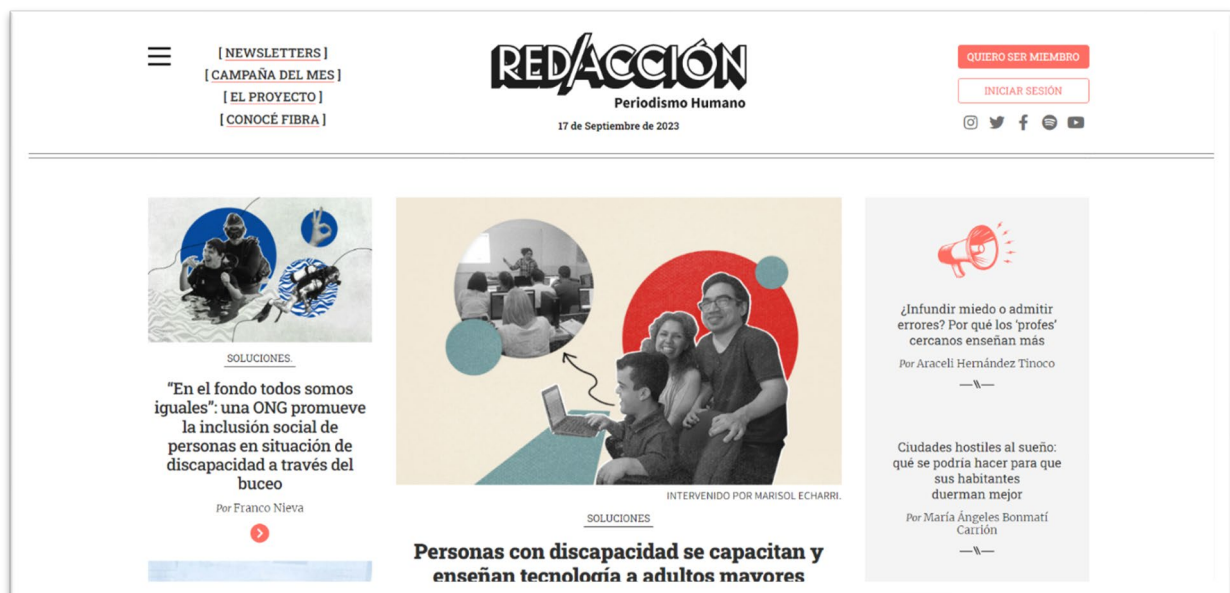 [ NEWSLETTERS ]
[ CAMPAÑA DEL MES ]
[ EL PROYECTO ]
[ CONOCÉ FIBRA ]
RED/ACCIÓN
Periodismo Humano
17 de Septiembre de 2023
QUIERO SER MIEMBRO
INICIAR SESIÓN
SOLUCIONES.
“En el fondo todos somos
iguales”: una ONG promueve
la inclusión social de
personas en situación de
discapacidad a través del
buceo
Por Franco Nieva
INTERVENIDO POR MARISOL ECHARRI.
SOLUCIONES
Personas con discapacidad se capacitan y
enseñan tecnología a adultos mayores
¿Infundir miedo o admitir
errores? Por qué los ‘profes’
cercanos enseñan más
Por Araceli Hernández Tinoco
Ciudades hostiles al sueño:
qué se podría hacer para que
sus habitantes
duerman mejor
Por María Ángeles Bonmatí
Carrión